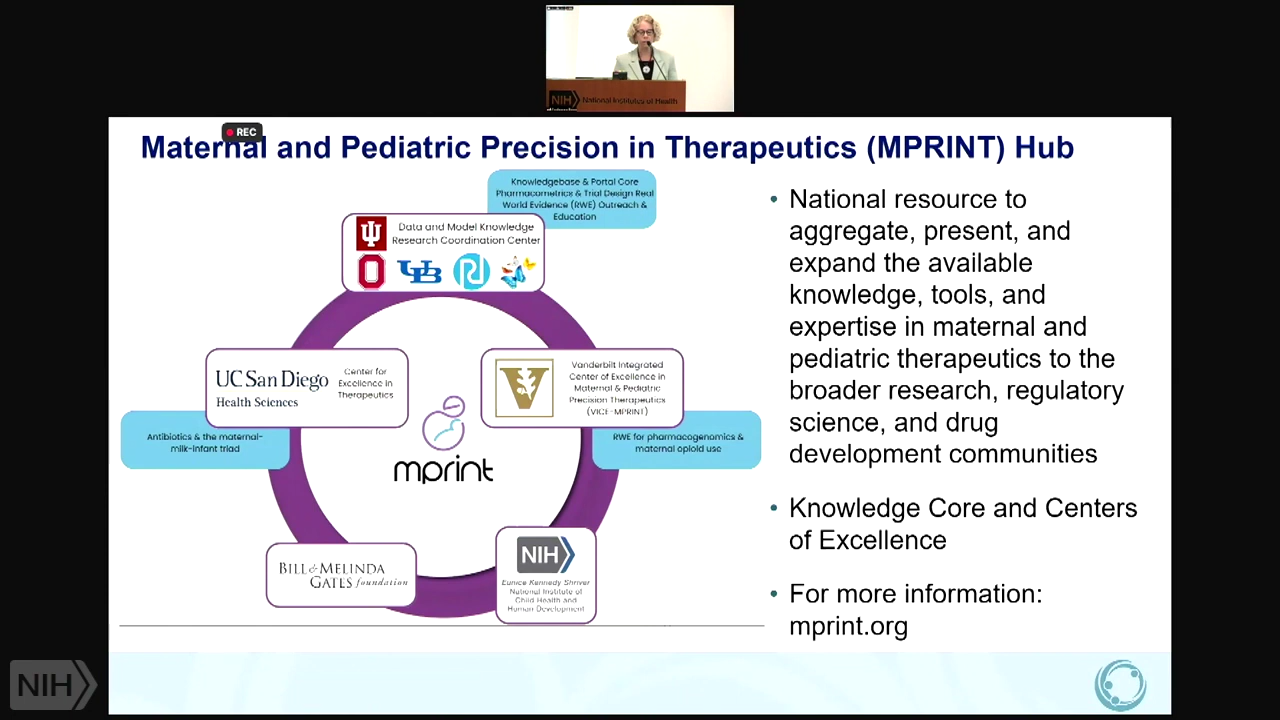 NIH National Institutes of Health
REC
Maternal and Pediatric Precision in Therapeutics (MPRINT) Hub
Knowledgebase & Portal Core
Pharmacometrics & Trial Design Real
World Evidence (RWE) Outreach &
Education
Data and Model Knowledge
Research Coordination Center
UB
UC San Diego
Health Sciences
Center for
Excellence in
Therapeutics
V
Vanderbilt Integrated
Center of Excellence in
Maternal & Pediatric
Precision Therapeutics
(VICE-MPRINT)
Antibiotics & the maternal-
milk-infant triad
RWE for pharmacogenomics &
maternal opioid use
mprint
BILL & MELINDA
GATES foundation
NIH
Eunice Kennedy Shriver
National Institute of
Child Health and
Human Development
• National resource to
aggregate, present, and
expand the available
knowledge, tools, and
expertise in maternal and
pediatric therapeutics to the
broader research, regulatory
science, and drug
development communities
• Knowledge Core and Centers
of Excellence
• For more information:
mprint.org
NIH